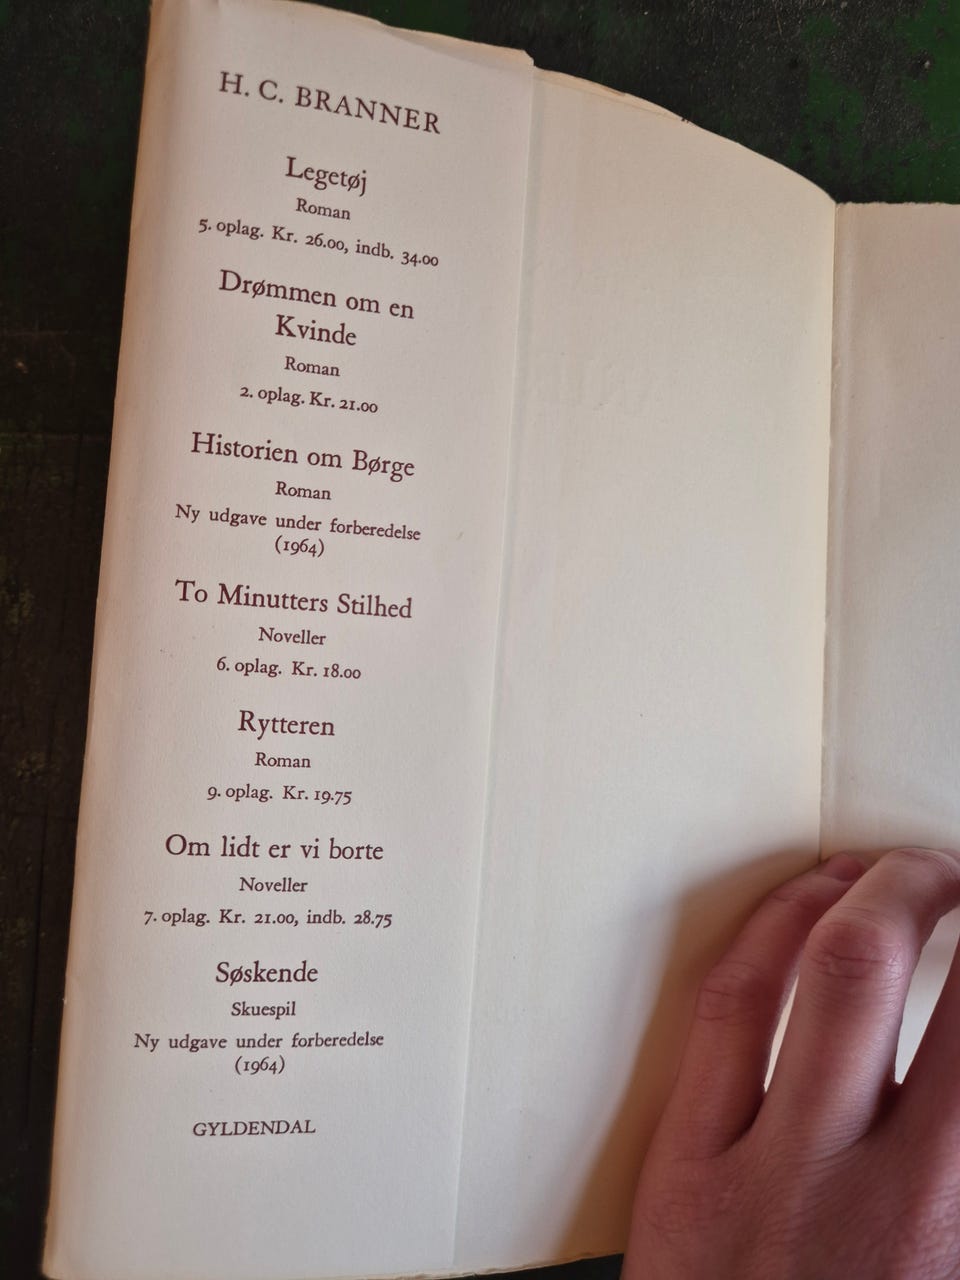 H. C. BRANNER
Legetøj
Roman
5. oplag. Kr. 26.00, indb. 34.00
Drømmen om en
Kvinde
Roman
2. oplag. Kr. 21.00
Historien om Børge
Roman
Ny udgave under forberedelse
(1964)
To Minutters Stilhed
Noveller
6. oplag. Kr. 18.00
Rytteren
Roman
9. oplag. Kr. 19.75
Om lidt er vi borte
Noveller
7. oplag. Kr. 21.00, indb. 28.75
Søskende
Skuespil
Ny udgave under forberedelse
(1964)
GYLDENDAL